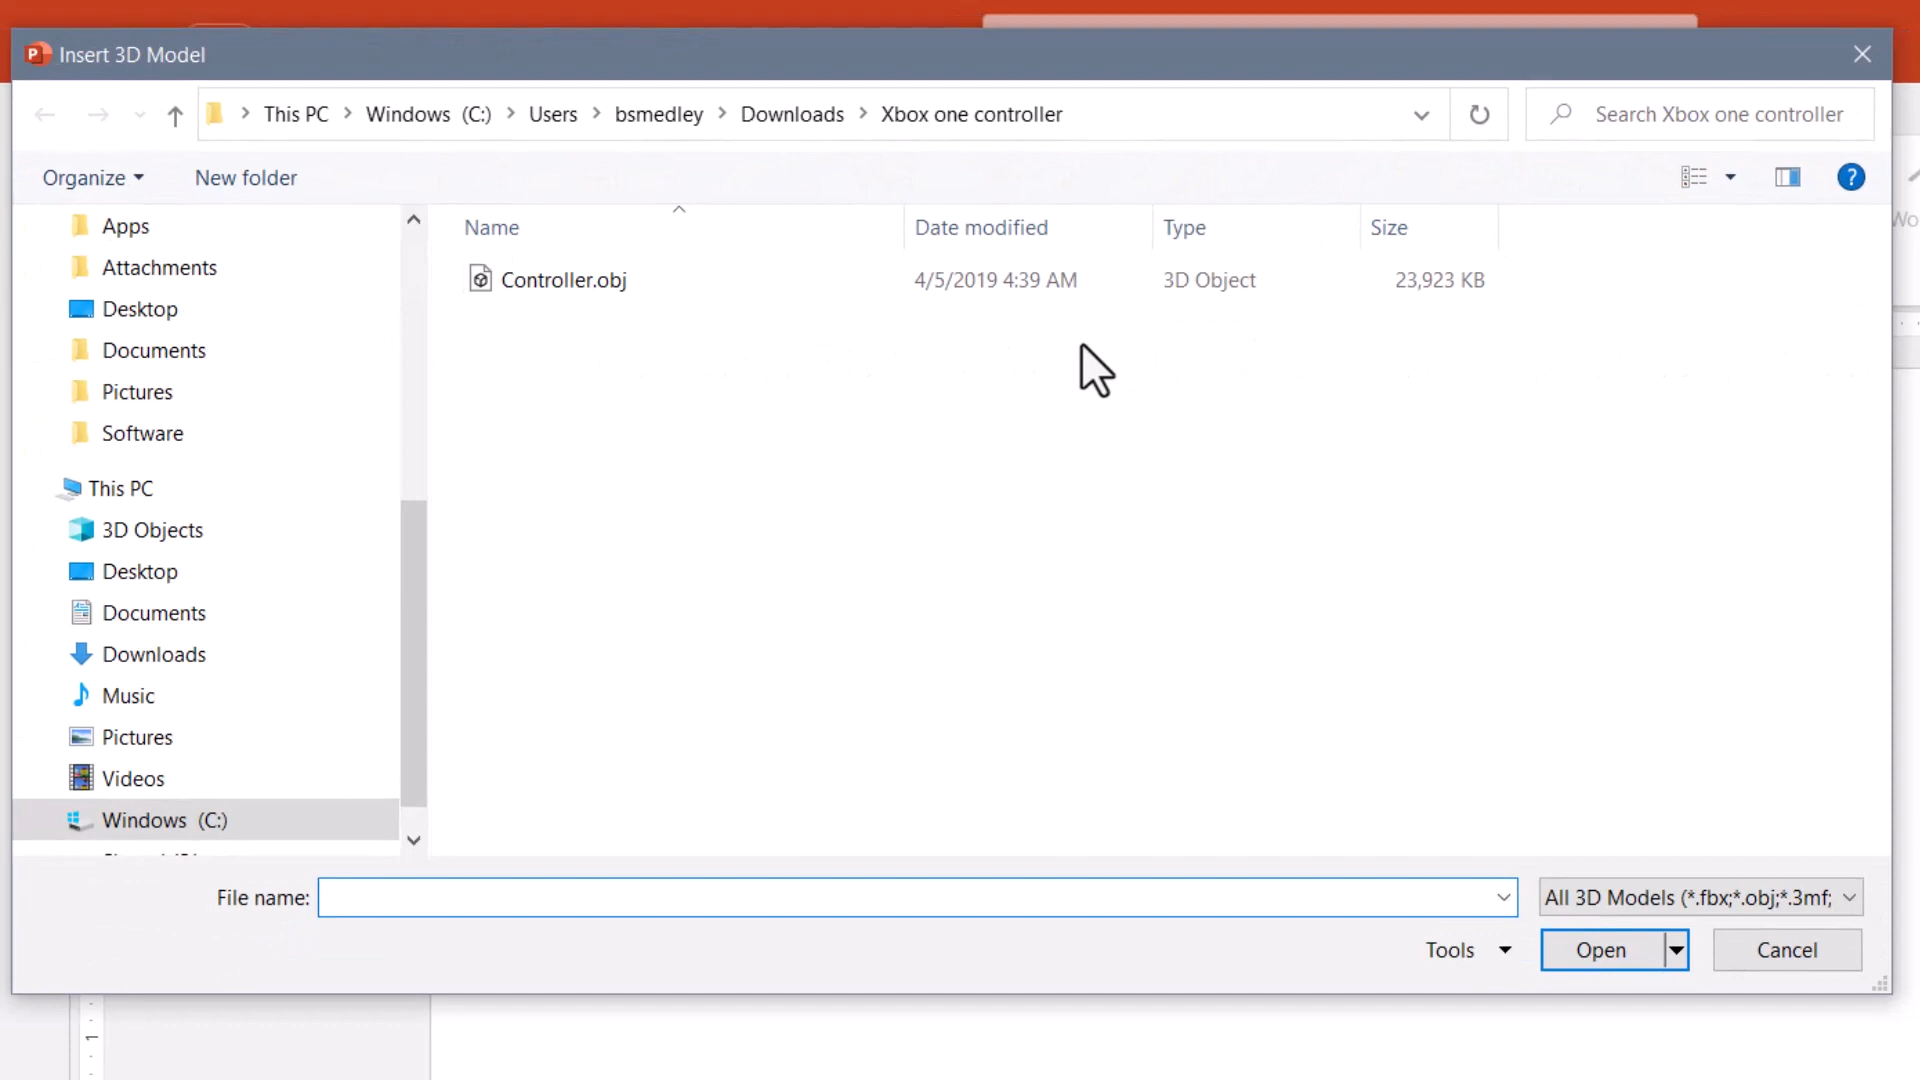 Insert 3D Model
This PC > Windows (C:) > Users > bsmedley > Downloads > Xbox one controller
Search Xbox one controller
Organize
New folder
?
Wo
Name
Date modified
Type
Size
Controller.obj
4/5/2019 4:39 AM
3D Object
23,923 KB
Apps
Attachments
Desktop
Documents
Pictures
Software
This PC
3D Objects
Desktop
Documents
Downloads
Music
Pictures
Videos
Windows (C:)
File name:
All 3D Models (*.fbx;*.obj;*.3mf;
Tools
Open
Cancel
1